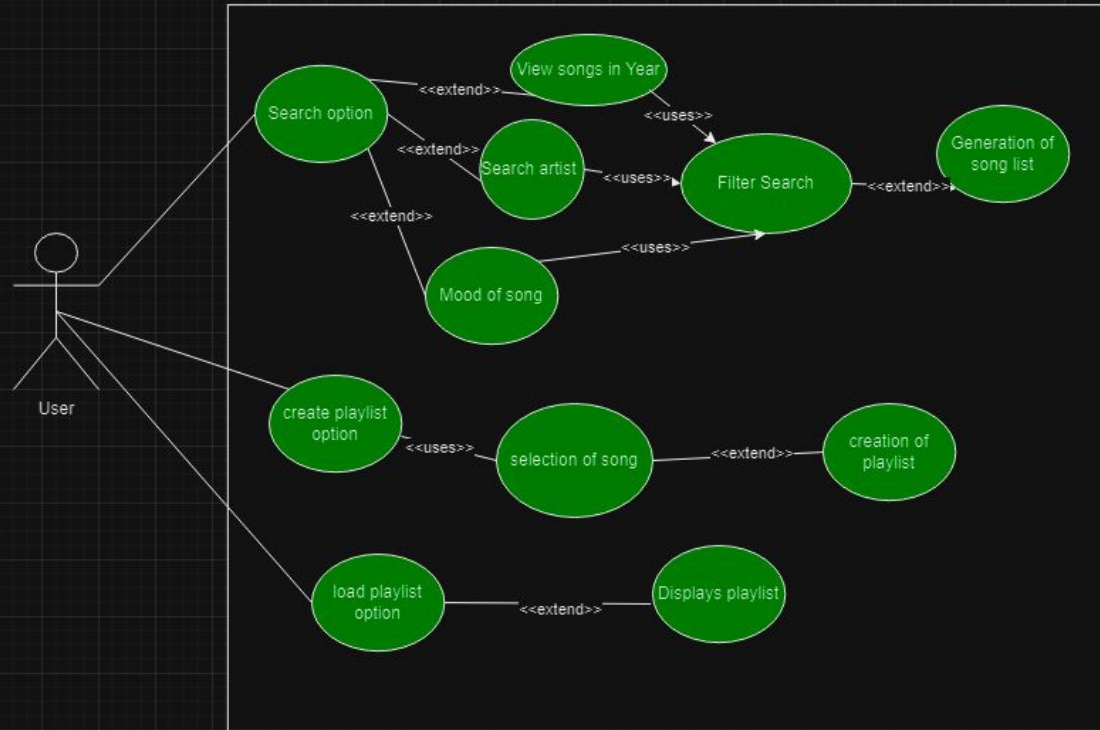 View songs in Year
<<extend>>
Search option
<<uses>>
<<extend>>
Search artist
<<uses>>
Filter Search
<<extend>>
Generation of
song list
<<extend>>
<<uses>>
Mood of song
User
create playlist
option
<<uses>>
selection of song
<<extend>>
creation of
playlist
load playlist
option
<<extend>>
Displays playlist